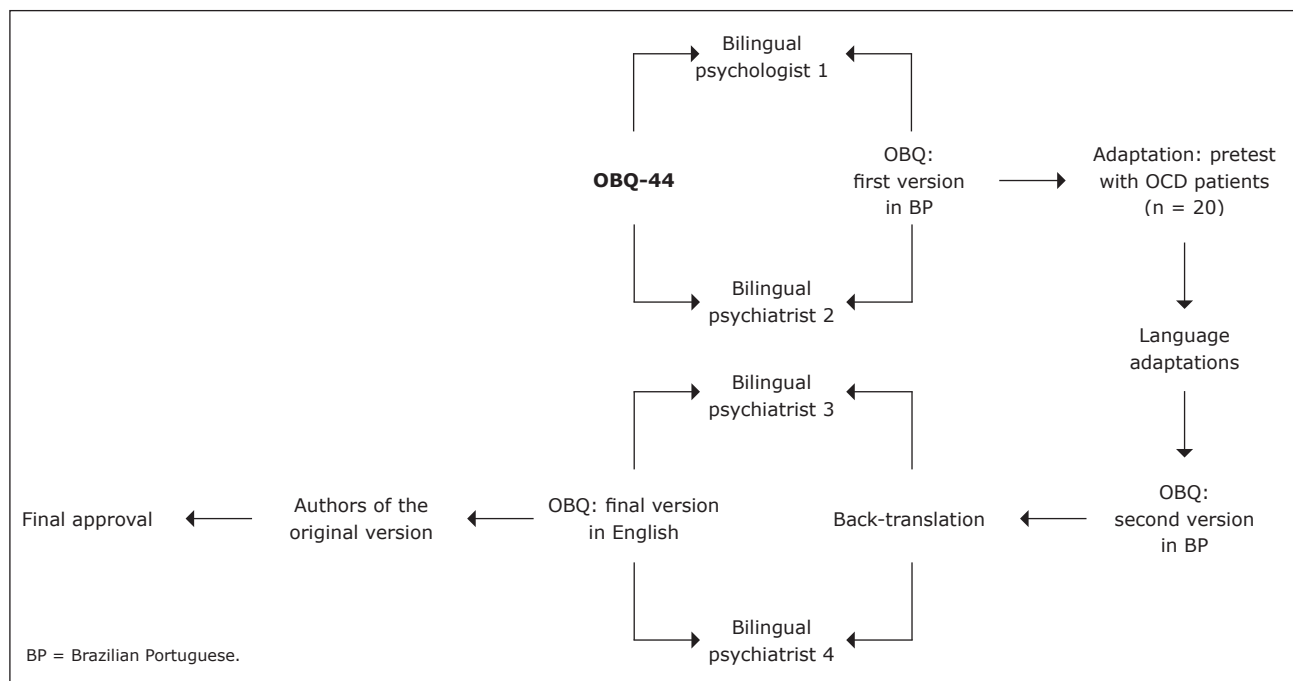 Bilingual
psychologist 1
OBQ-44
OBQ:
first version
in BP
Adaptation: pretest
with OCD patients
(n = 20)
Bilingual
psychiatrist 2
Language
adaptations
Bilingual
psychiatrist 3
OBQ:
second version
in BP
Back-translation
OBQ: final version
in English
Authors of the
original version
Final approval
Bilingual
psychiatrist 4
BP = Brazilian Portuguese.